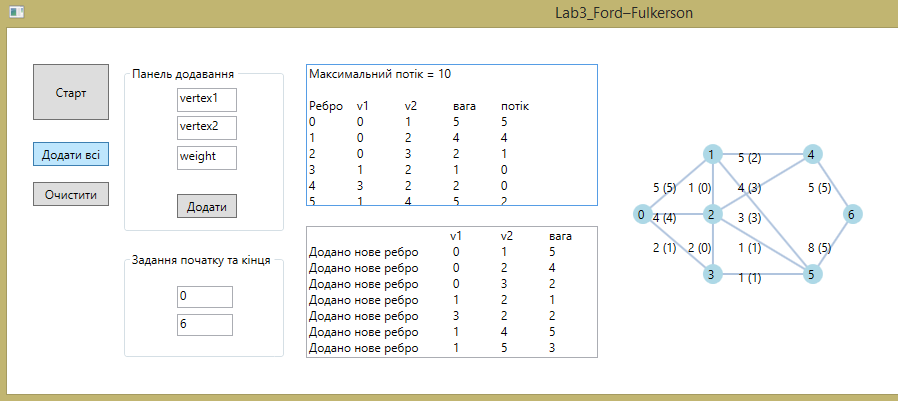 Lab3_Ford–Fulkerson
Старт
Додати всі
Очистити
Панель додавання
vertex1
vertex2
weight
Додати
Задання початку та кінця
0
6
Максимальний потік = 10
Ребро v1 v2 вага потік
0 0 1 5 5
1 0 2 4 4
2 0 3 2 1
3 1 2 1 0
4 3 2 2 0
5 1 4 5 2
v1 v2 вага
Додано нове ребро 0 1 5
Додано нове ребро 0 2 4
Додано нове ребро 0 3 2
Додано нове ребро 1 2 1
Додано нове ребро 3 2 2
Додано нове ребро 1 4 5
Додано нове ребро 1 5 3
1 5 (2) 4
5 (5) 1 (0) 4 (3) 5 (5)
0 4 (4) 2 3 (3) 6
2 (1) 2 (0) 1 (1) 8 (5)
3 1 (1) 5